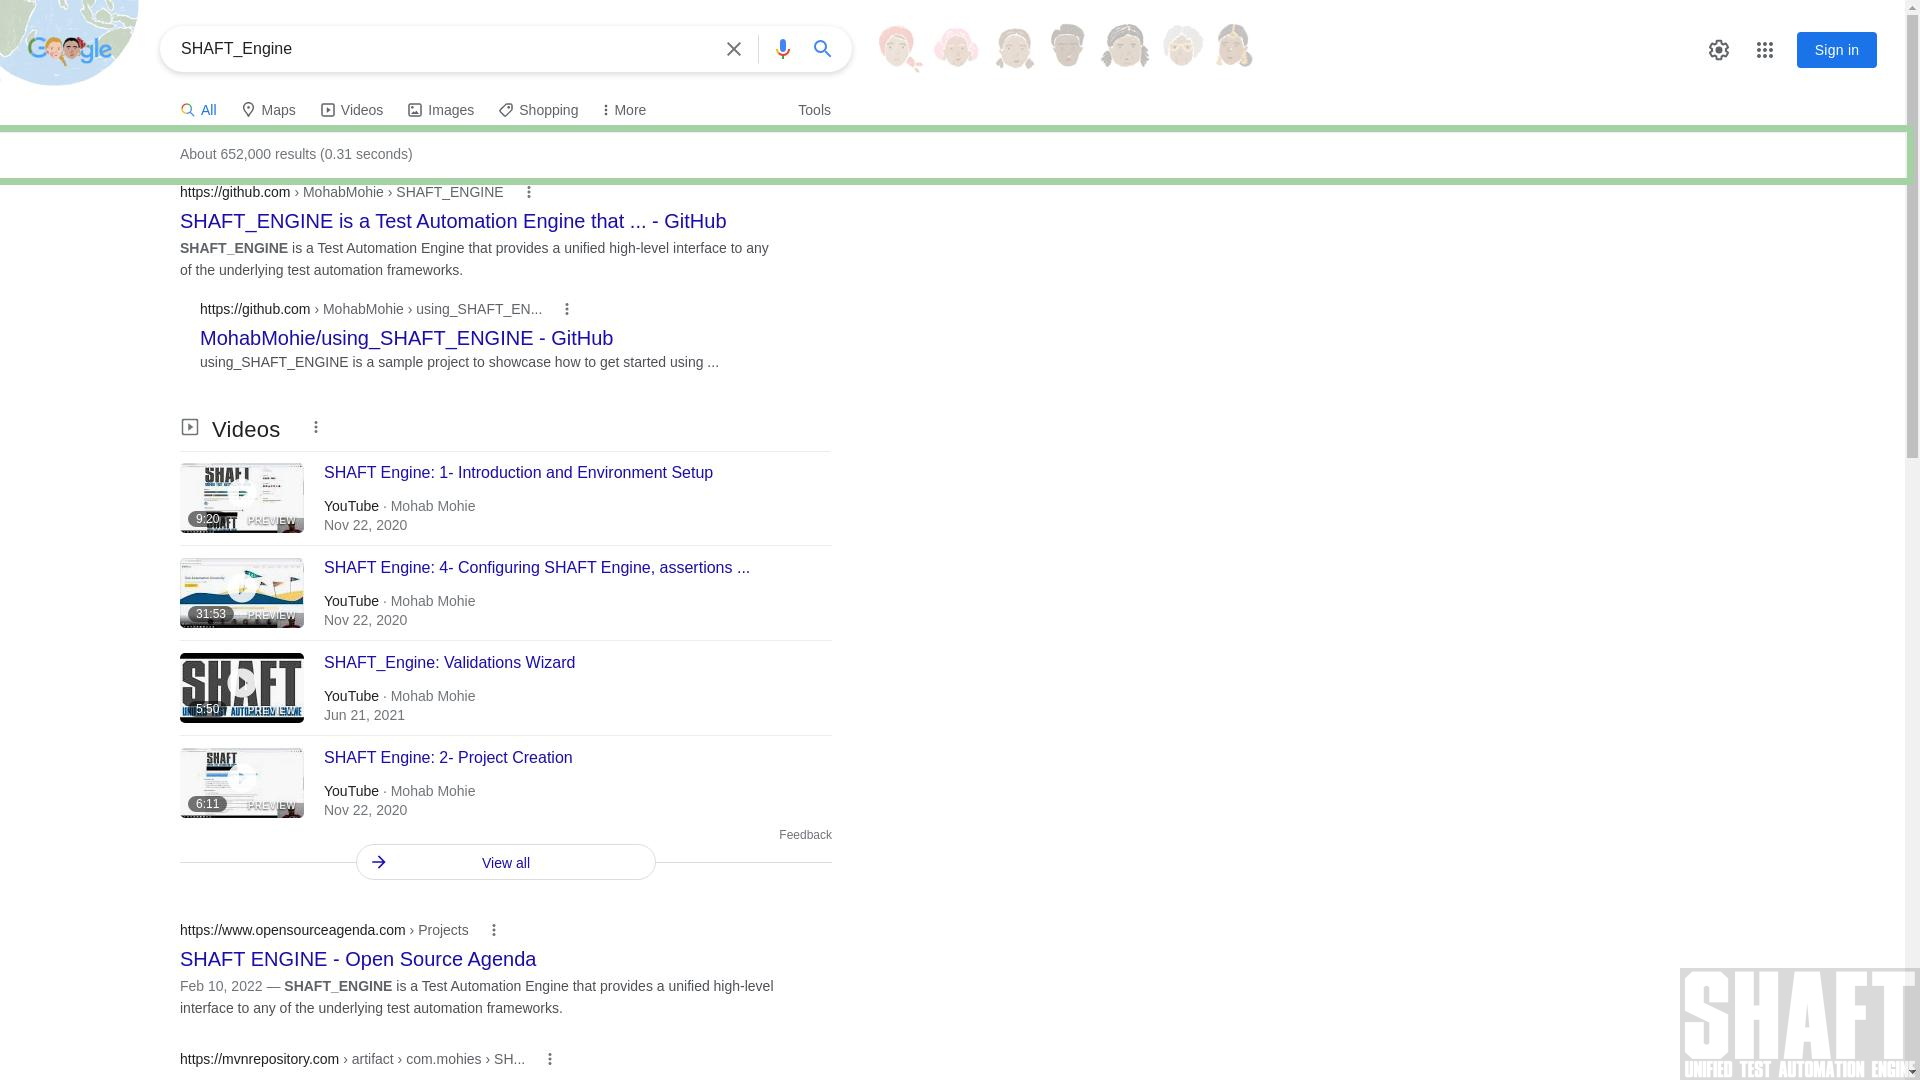 Google
SHAFT_Engine
Sign in
All
Maps
Videos
Images
Shopping
More
Tools
About 652,000 results (0.31 seconds)
https://github.com › MohabMohie › SHAFT_ENGINE
SHAFT_ENGINE is a Test Automation Engine that ... - GitHub
SHAFT_ENGINE is a Test Automation Engine that provides a unified high-level interface to any
of the underlying test automation frameworks.
https://github.com › MohabMohie › using_SHAFT_EN...
MohabMohie/using_SHAFT_ENGINE - GitHub
using_SHAFT_ENGINE is a sample project to showcase how to get started using ...
Videos
SHAFT
9:20
PREVIEW
SHAFT Engine: 1- Introduction and Environment Setup
YouTube · Mohab Mohie
Nov 22, 2020
31:53
PREVIEW
SHAFT Engine: 4- Configuring SHAFT Engine, assertions ...
YouTube · Mohab Mohie
Nov 22, 2020
SHAFT
5:50
PREVIEW
UNIFIED TEST AUTOMATION ENGINE
SHAFT_Engine: Validations Wizard
YouTube · Mohab Mohie
Jun 21, 2021
SHAFT
6:11
PREVIEW
SHAFT Engine: 2- Project Creation
YouTube · Mohab Mohie
Nov 22, 2020
Feedback
View all
https://www.opensourceagenda.com › Projects
SHAFT ENGINE - Open Source Agenda
Feb 10, 2022 — SHAFT_ENGINE is a Test Automation Engine that provides a unified high-level
interface to any of the underlying test automation frameworks.
https://mvnrepository.com › artifact › com.mohies › SH...
SHAFT
UNIFIED TEST AUTOMATION ENGINE